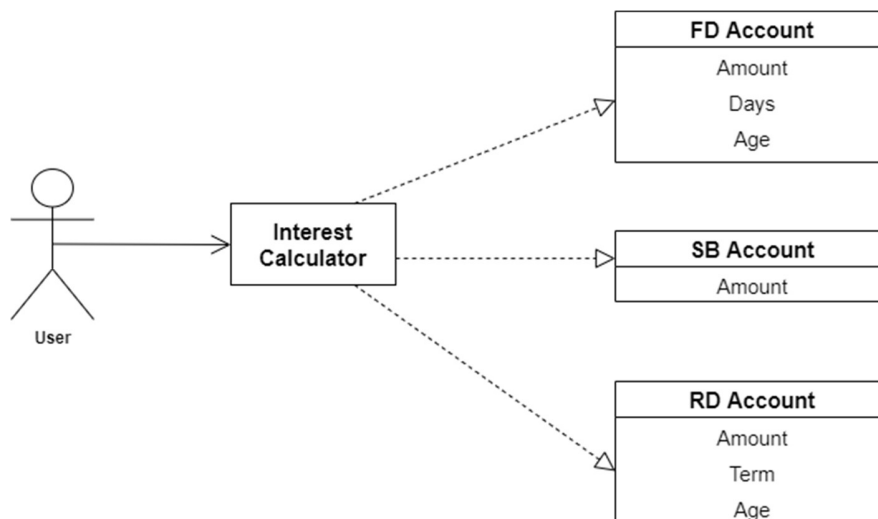 User
Interest
Calculator
FD Account
Amount
Days
Age
SB Account
Amount
RD Account
Amount
Term
Age